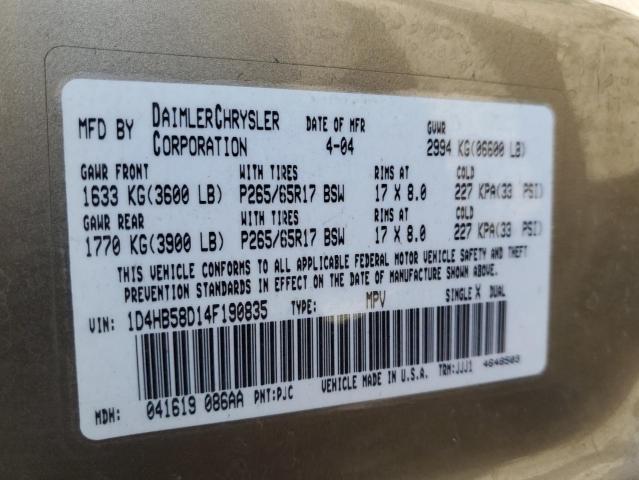 MFD BY DAIMLERCHRYSLER CORPORATION DATE OF MFR 4-04 GVWR 2994 KG(06600 LB)
GAWR FRONT WITH TIRES RIMS AT COLD
1633 KG(3600 LB) P265/65R17 BSW 17 X 8.0 227 KPA(33 PSI)
GAWR REAR WITH TIRES RIMS AT COLD
1770 KG(3900 LB) P265/65R17 BSW 17 X 8.0 227 KPA(33 PSI)
THIS VEHICLE CONFORMS TO ALL APPLICABLE FEDERAL MOTOR VEHICLE SAFETY AND THEFT
PREVENTION STANDARDS IN EFFECT ON THE DATE OF MANUFACTURE SHOWN ABOVE.
VIN: 1D4HB58D14F190835 TYPE: MPV SINGLE X DUAL
MDH: 041619 086AA PNT:PJC VEHICLE MADE IN U.S.A. TRM:JJJ1 4648503